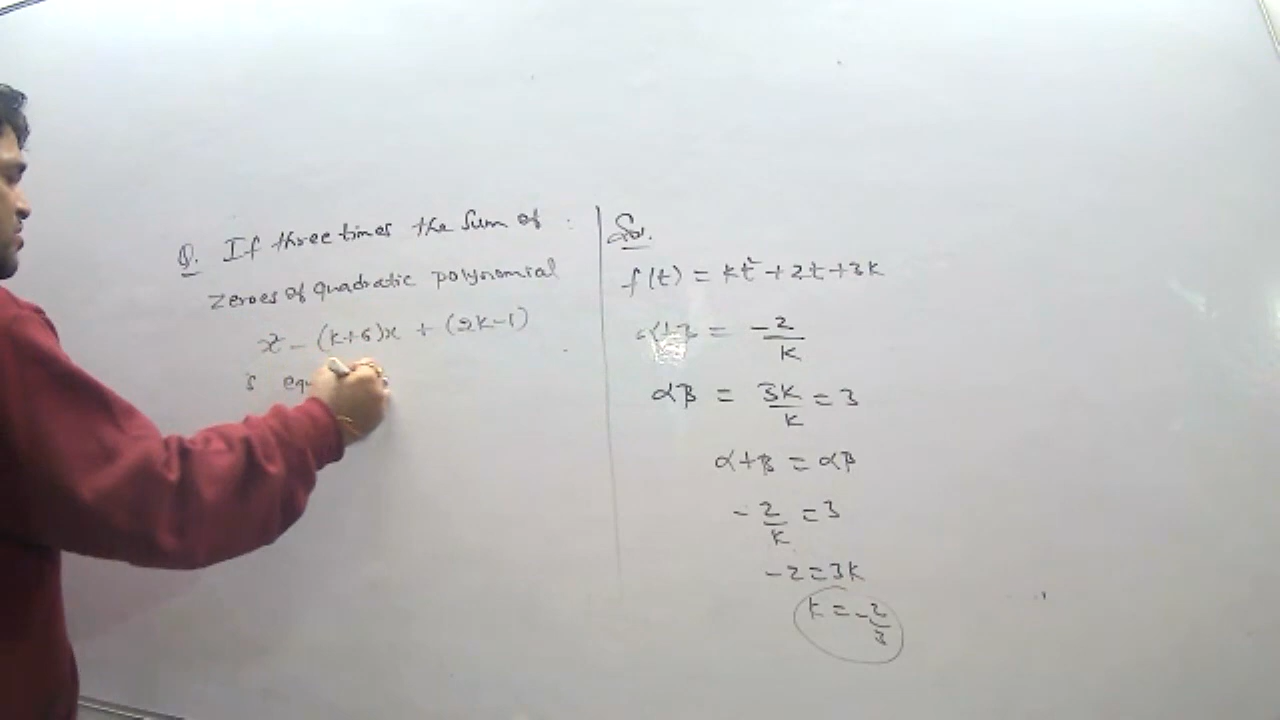 Q. If three times the sum of :
zeroes of quadratic polynomial
x² - (k+6)x + (2k-1)
s equ
Sol.
f(t) = kt² + 2t + 3k
α+β = -2/k
αβ = 3k/k = 3
α+β = αβ
-2/k = 3
-2 = 3k
k = -2/3